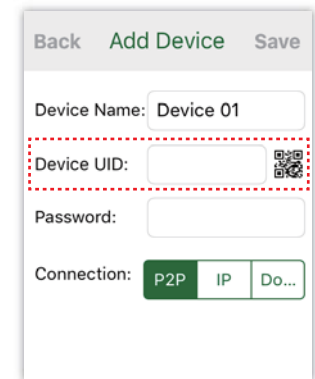 Back Add Device Save
Device Name: Device 01
Device UID:
Password:
Connection: P2P IP Do...